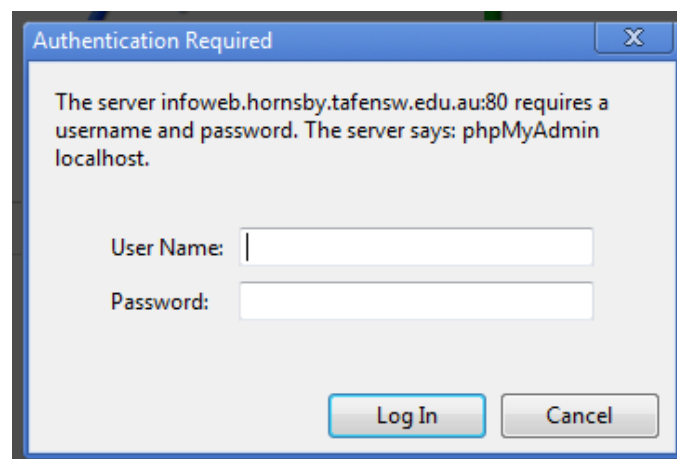 Authentication Required
X
The server infoweb.hornsby.tafensw.edu.au:80 requires a
username and password. The server says: phpMyAdmin
localhost.
User Name:
Password:
Log In Cancel